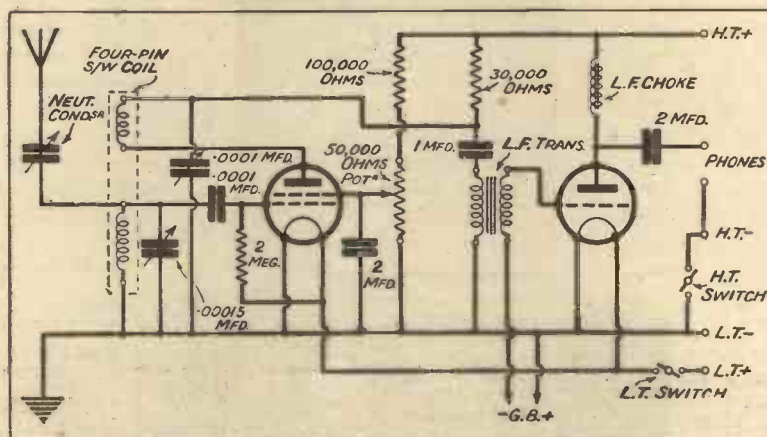 FOUR-PIN
S/W COIL
NEUT.
CONDSR
100,000
OHMS
30,000
OHMS
H.T.+
L.F. CHOKE
2 MFD.
.0001 MFD.
.0001
MFD.
50,000
OHMS
POTR
1 MFD.
L.F. TRANS.
PHONES
2
MEG.
2
MFD.
.00015
MFD.
H.T.-
H.T.
SWITCH
L.T.-
L.T.+
L.T. SWITCH
-G.B.+